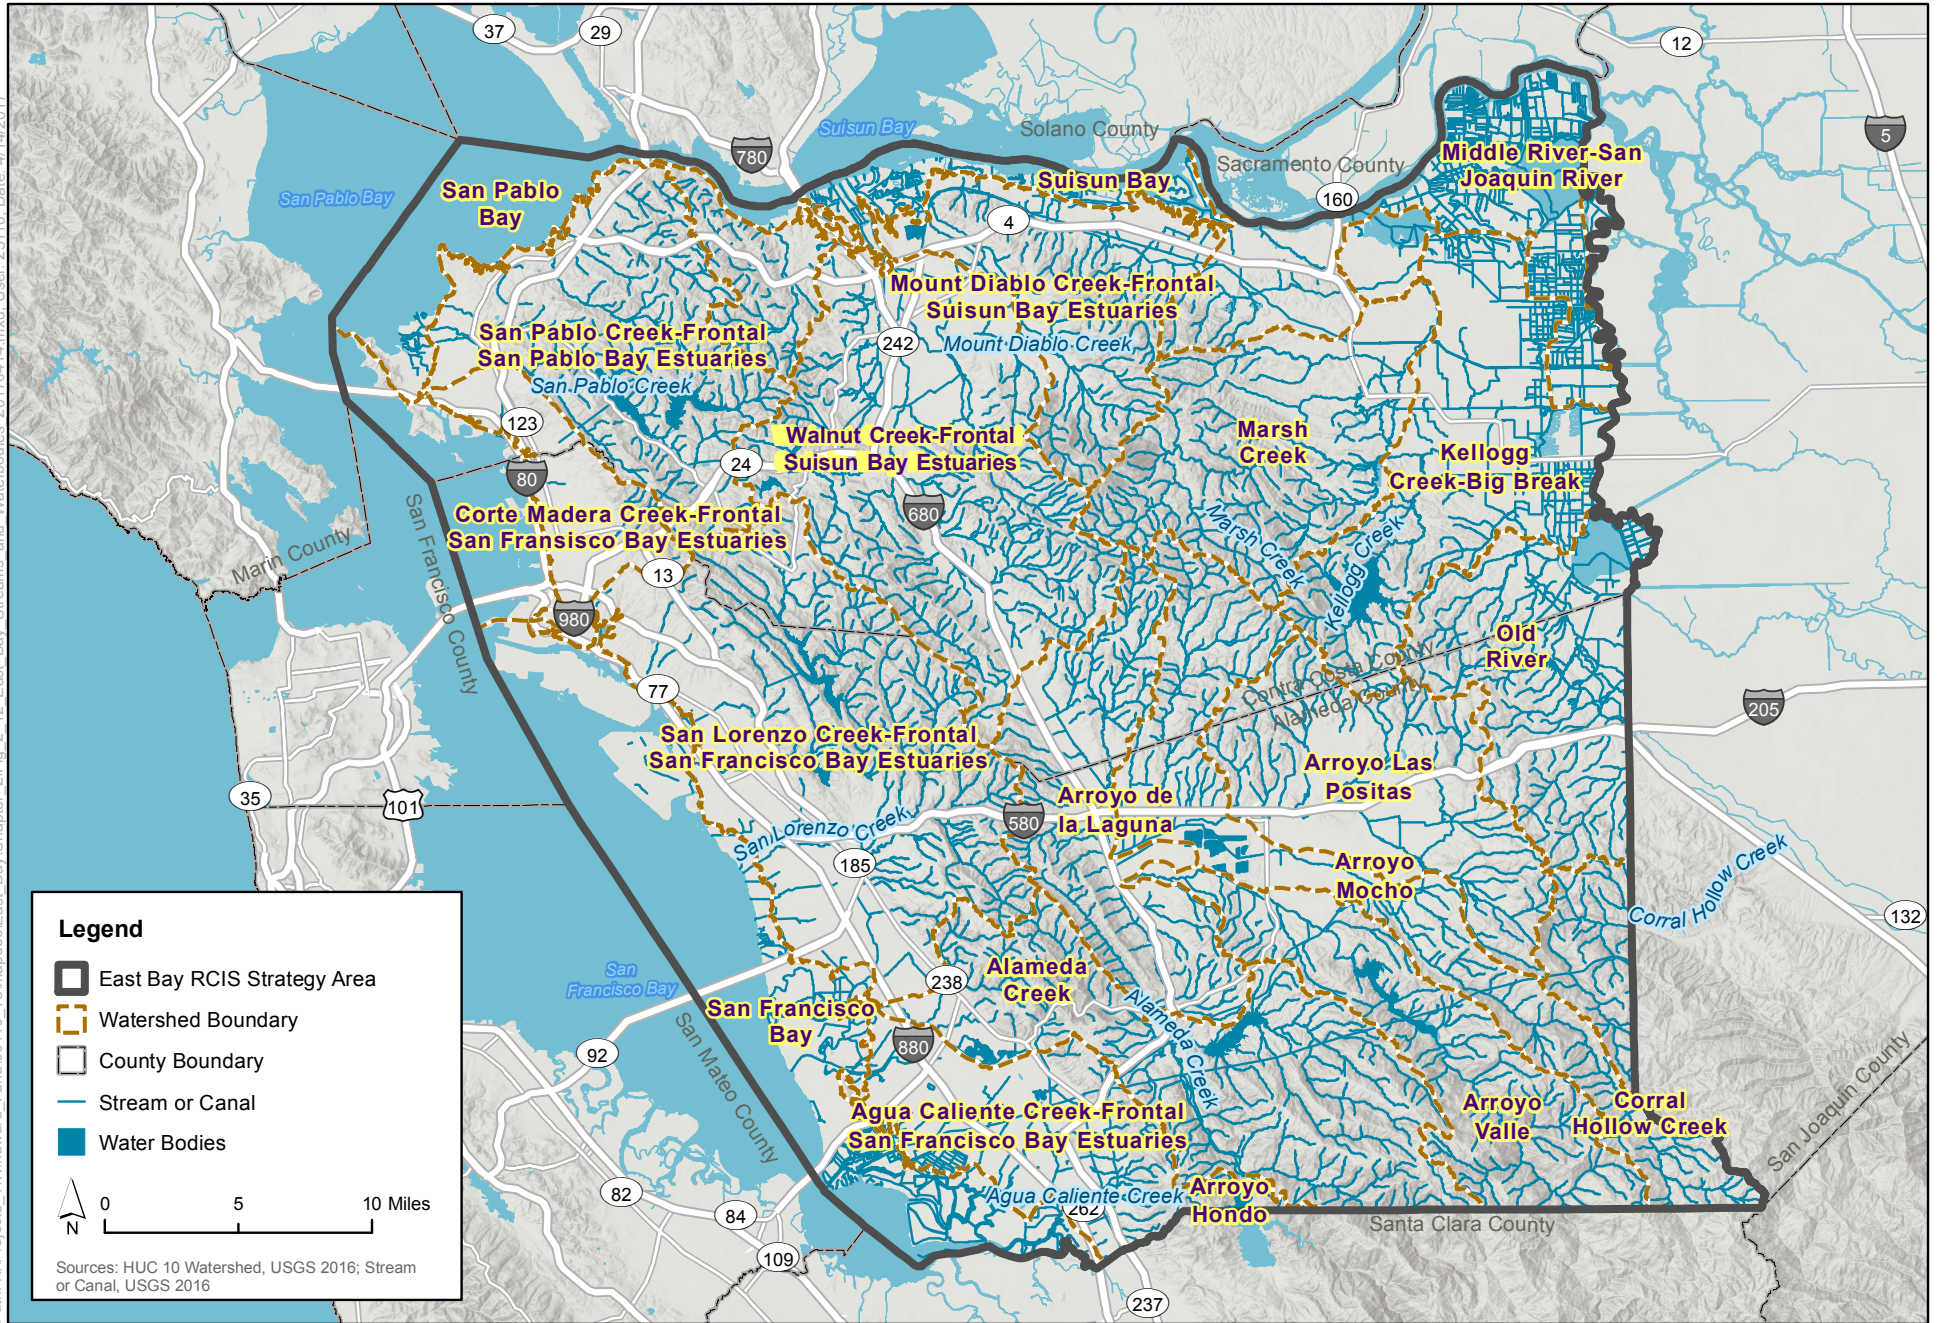 37
29
12
5
780
Suisun Bay
Solano County
Sacramento County
160
Middle River-San
Joaquin River
San Pablo Bay
San Pablo
Bay
Suisun Bay
4
Mount Diablo Creek-Frontal
Suisun Bay Estuaries
San Pablo Creek-Frontal
San Pablo Bay Estuaries
242
Mount Diablo Creek
San Pablo Creek
123
Walnut Creek-Frontal
Suisun Bay Estuaries
24
80
Marsh
Creek
Kellogg
Creek-Big Break
680
Corte Madera Creek-Frontal
San Fransisco Bay Estuaries
Marsh Creek
Kellogg Creek
Marin County
San Francisco County
13
980
Old
River
Contra Costa County
Alameda County
77
205
San Lorenzo Creek-Frontal
San Francisco Bay Estuaries
Arroyo Las
Positas
35
101
Arroyo de
la Laguna
580
San Lorenzo Creek
185
Arroyo
Mocho
Corral Hollow Creek
132
San
Francisco Bay
Alameda
Creek
238
San Francisco
Bay
Alameda Creek
880
92
San Mateo County
Agua Caliente Creek-Frontal
San Francisco Bay Estuaries
Arroyo
Valle
Corral
Hollow Creek
San Joaquin County
82
84
Agua Caliente Creek
262
Arroyo
Hondo
Santa Clara County
109
237
Legend
East Bay RCIS Strategy Area
Watershed Boundary
County Boundary
Stream or Canal
Water Bodies
N
0 5 10 Miles
Sources: HUC 10 Watershed, USGS 2016; Stream
or Canal, USGS 2016